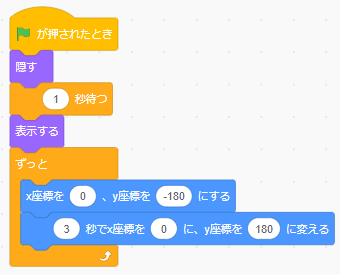 が押されたとき
隠す
1 秒待つ
表示する
ずっと
x座標を 0 、y座標を -180 にする
3 秒でx座標を 0 に、y座標を 180 に変える